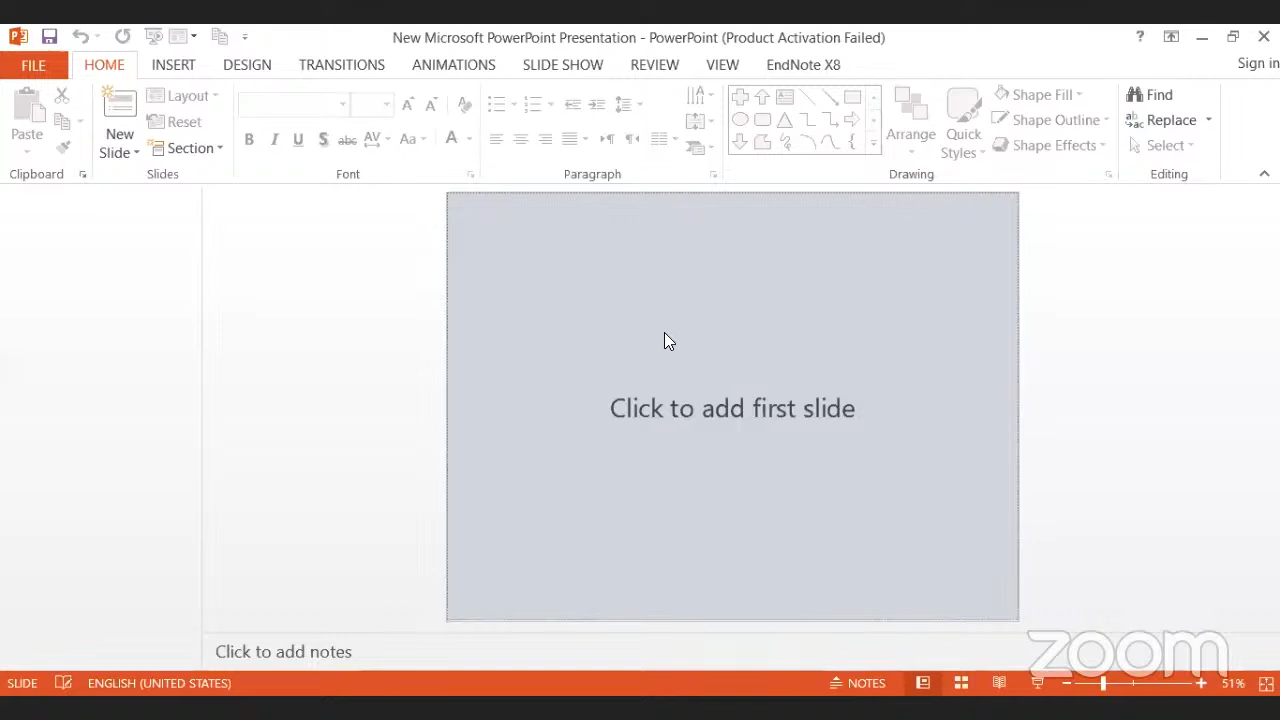 New Microsoft PowerPoint Presentation - PowerPoint (Product Activation Failed)
?
FILE HOME INSERT DESIGN TRANSITIONS ANIMATIONS SLIDE SHOW REVIEW VIEW EndNote X8 Sign in
Paste
New Slide
Layout
Reset
Section
B I U S abc AV Aa A
Arrange
Quick Styles
Shape Fill
Shape Outline
Shape Effects
Find
Replace
Select
Clipboard Slides Font Paragraph Drawing Editing
Click to add first slide
Click to add notes
zoom
SLIDE ENGLISH (UNITED STATES) NOTES 51%